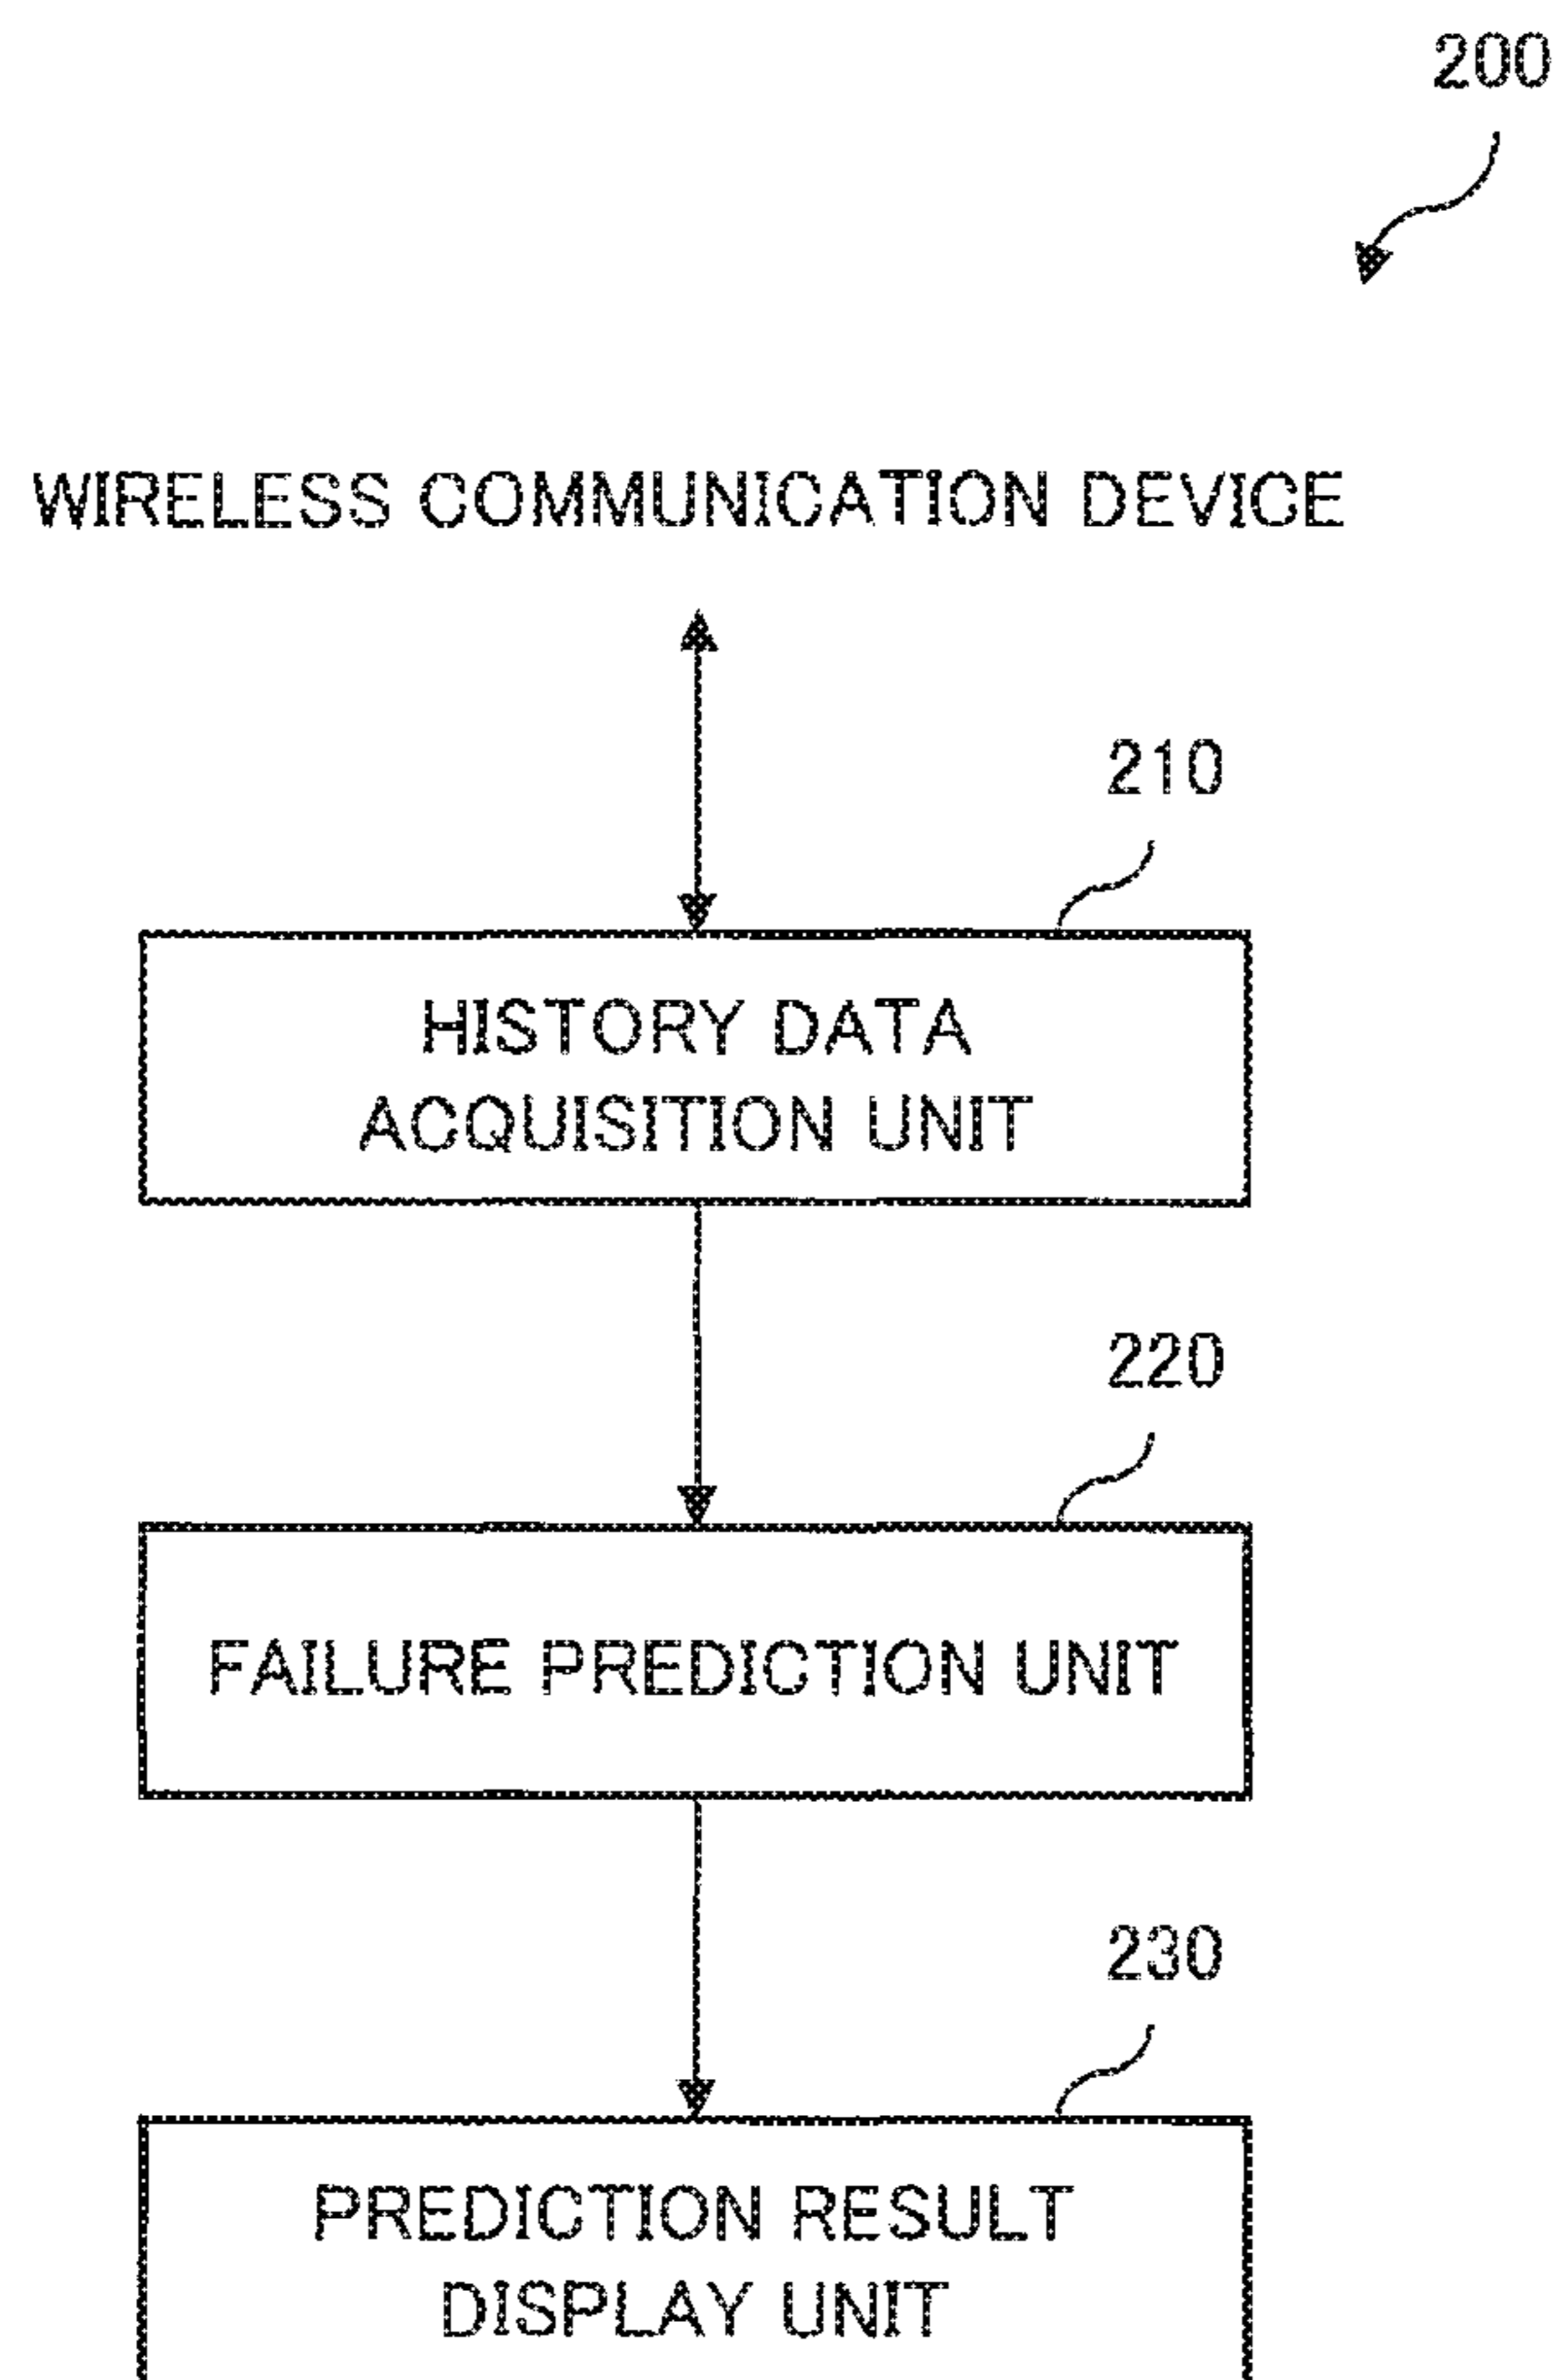 200
WIRELESS COMMUNICATION DEVICE
210
HISTORY DATA
ACQUISITION UNIT
220
FAILURE PREDICTION UNIT
230
PREDICTION RESULT
DISPLAY UNIT